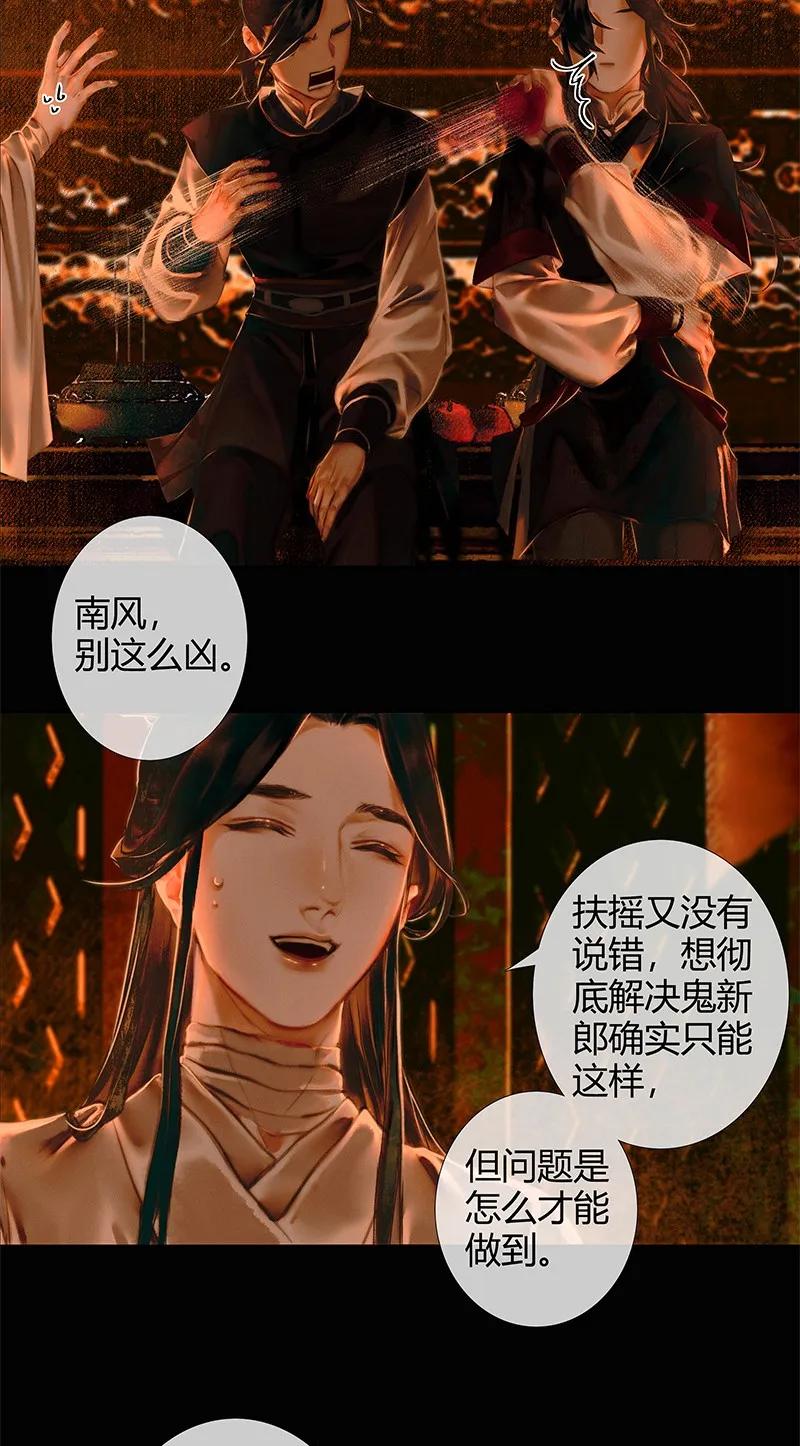 南风，
别这么凶。
扶摇又没有
说错，想彻
底解决鬼新
郎确实只能
这样，
但问题是
怎么才能
做到。